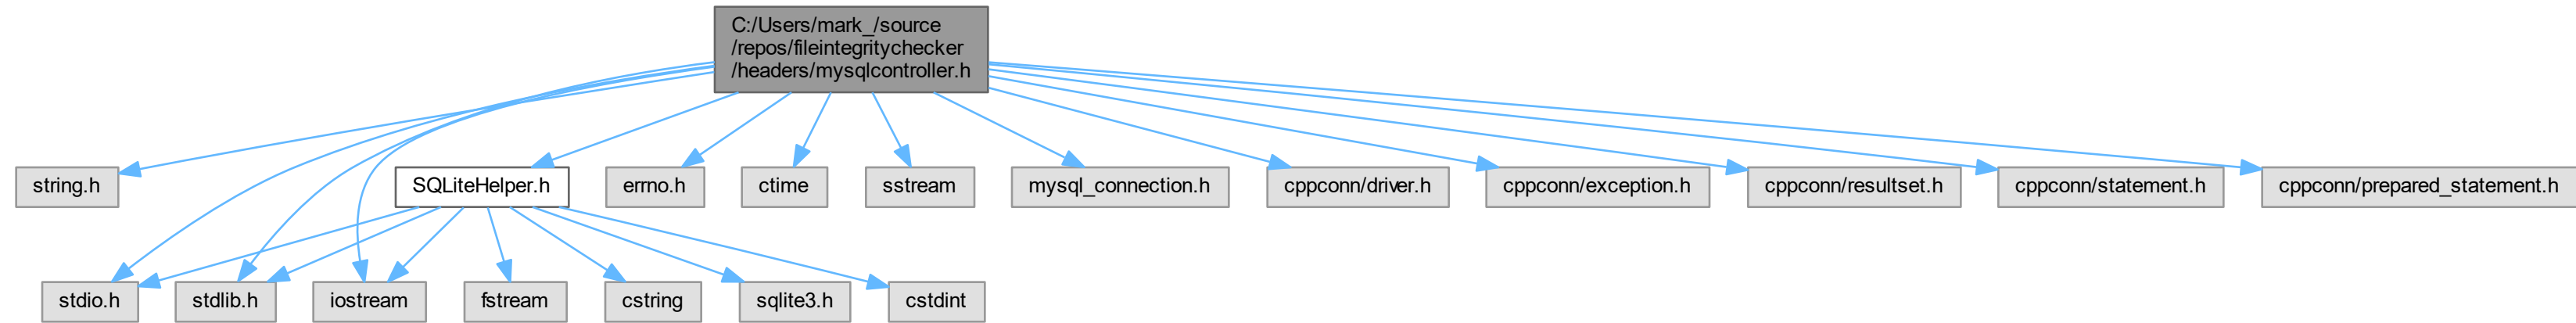 C:/Users/mark_/source
/repos/fileintegritychecker
/headers/mysqlcontroller.h
string.h
SQLiteHelper.h
errno.h
ctime
sstream
mysql_connection.h
cppconn/driver.h
cppconn/exception.h
cppconn/resultset.h
cppconn/statement.h
cppconn/prepared_statement.h
stdio.h
stdlib.h
iostream
fstream
cstring
sqlite3.h
cstdint